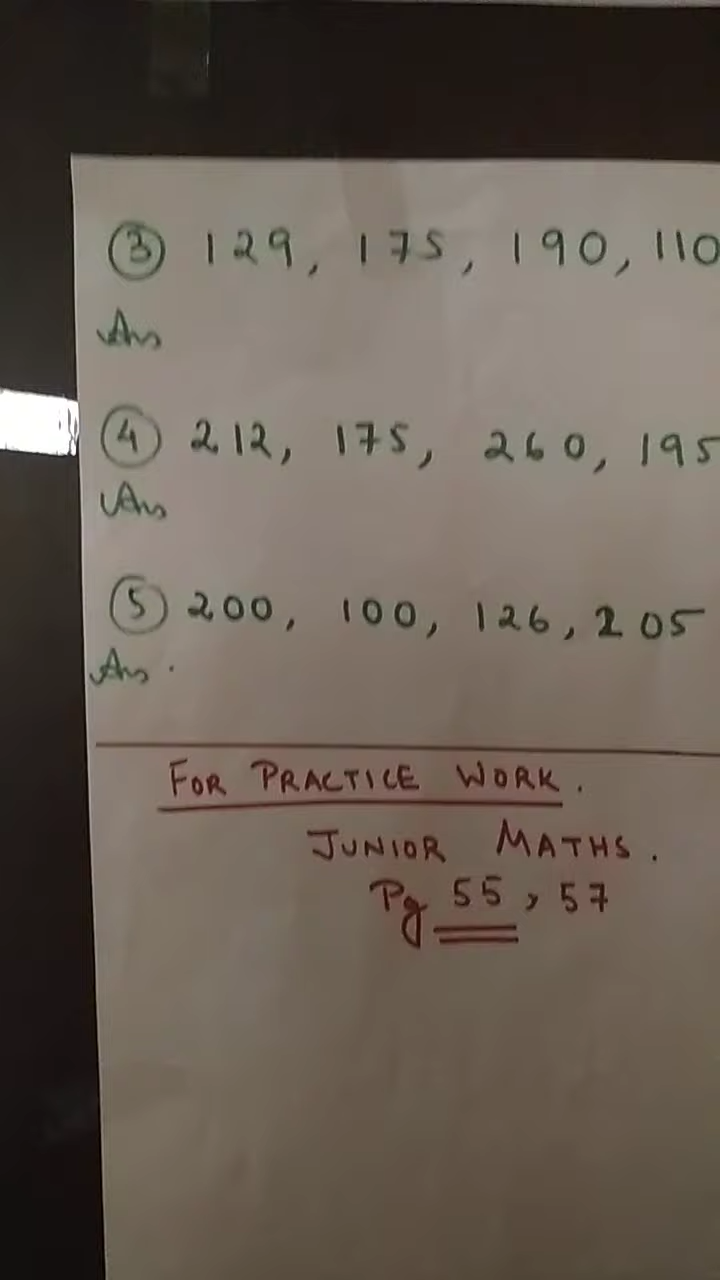 ③ 129, 175, 190, 110
Ans
④ 212, 175, 260, 195
Ans
⑤ 200, 100, 126, 205
Ans.
FOR PRACTICE WORK.
JUNIOR MATHS.
Pg 55, 57